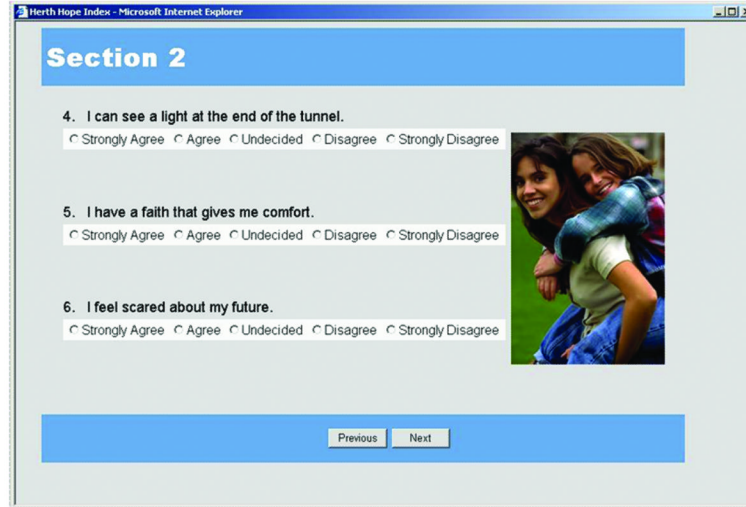 Herth Hope Index - Microsoft Internet Explorer
Section 2
4. I can see a light at the end of the tunnel.
Strongly Agree Agree Undecided Disagree Strongly Disagree
5. I have a faith that gives me comfort.
Strongly Agree Agree Undecided Disagree Strongly Disagree
6. I feel scared about my future.
Strongly Agree Agree Undecided Disagree Strongly Disagree
Previous Next